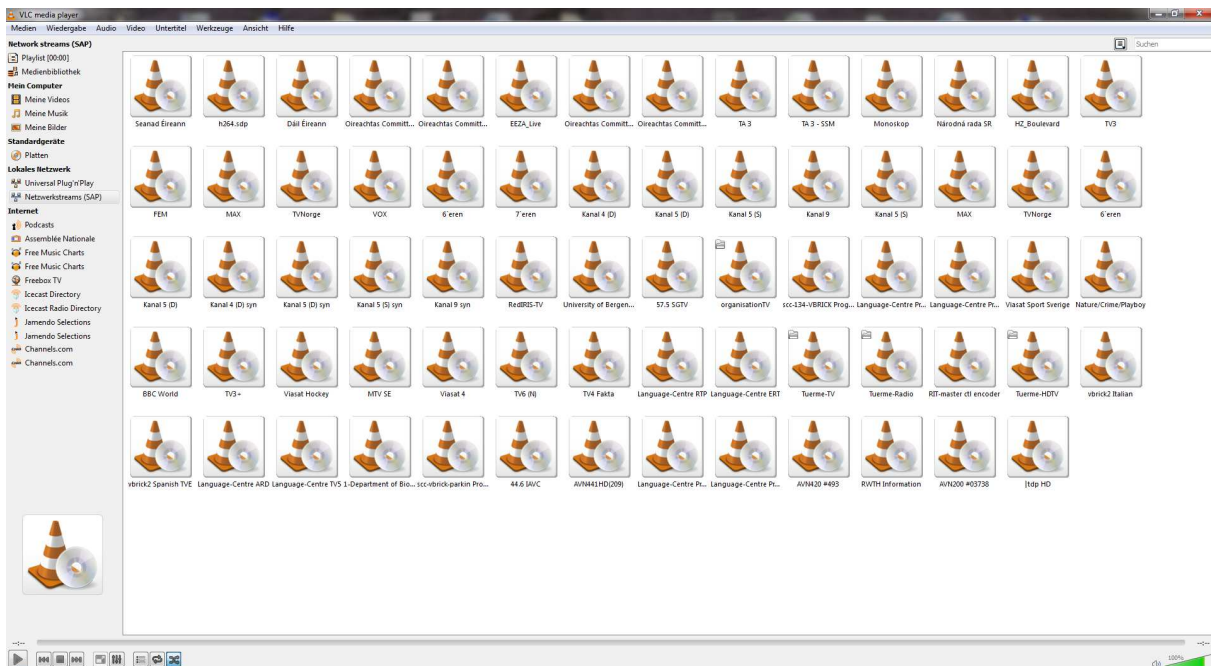 VLC media player
Medien Wiedergabe Audio Video Untertitel Werkzeuge Ansicht Hilfe
Network streams (SAP)
Suchen
Playlist [00:00]
Medienbibliothek
Mein Computer
Meine Videos
Meine Musik
Meine Bilder
Standardgeräte
Platten
Lokales Netzwerk
Universal Plug'n'Play
Netzwerkstreams (SAP)
Internet
Podcasts
Assemblée Nationale
Free Music Charts
Free Music Charts
Freebox TV
Icecast Directory
Icecast Radio Directory
Jamendo Selections
Jamendo Selections
Channels.com
Channels.com
Seanad Éireann h264.sdp Dáil Éireann Oireachtas Committ... Oireachtas Committ... EEZA_Live Oireachtas Committ... Oireachtas Committ... TA 3 TA 3 - SSM Monoskop Národná rada SR HZ_Boulevard TV3
FEM MAX TVNorge VOX 6'eren 7'eren Kanal 4 (D) Kanal 5 (D) Kanal 5 (S) Kanal 9 Kanal 5 (S) MAX TVNorge 6'eren
Kanal 5 (D) Kanal 4 (D) syn Kanal 5 (D) syn Kanal 5 (S) syn Kanal 9 syn RedIRIS-TV University of Bergen... 57.5 SGTV organisationTV scc-134-VBRICK Prog... Language-Centre Pr... Language-Centre Pr... Viasat Sport Sverige Nature/Crime/Playboy
BBC World TV3+ Viasat Hockey MTV SE Viasat 4 TV6 (N) TV4 Fakta Language-Centre RTP Language-Centre ERT Tuerme-TV Tuerme-Radio RIT-master ctl encoder Tuerme-HDTV vbrick2 Italian
vbrick2 Spanish TVE Language-Centre ARD Language-Centre TV5 1-Department of Bio... scc-vbrick-parkin Pro... 44.6 IAVC AVN441HD(209) Language-Centre Pr... Language-Centre Pr... AVN420 #493 RWTH Information AVN200 #03738 |tdp HD
--:-- --:--
100%